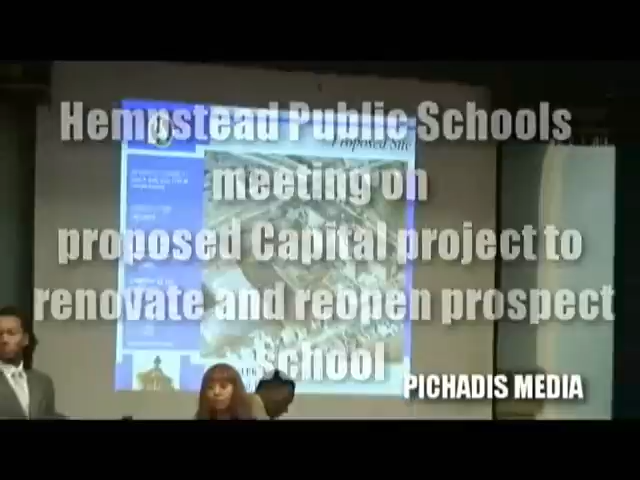 Hempstead Public Schools
Proposed Site
meeting on
proposed Capital project to
renovate and reopen prospect
school
PICHADIS MEDIA